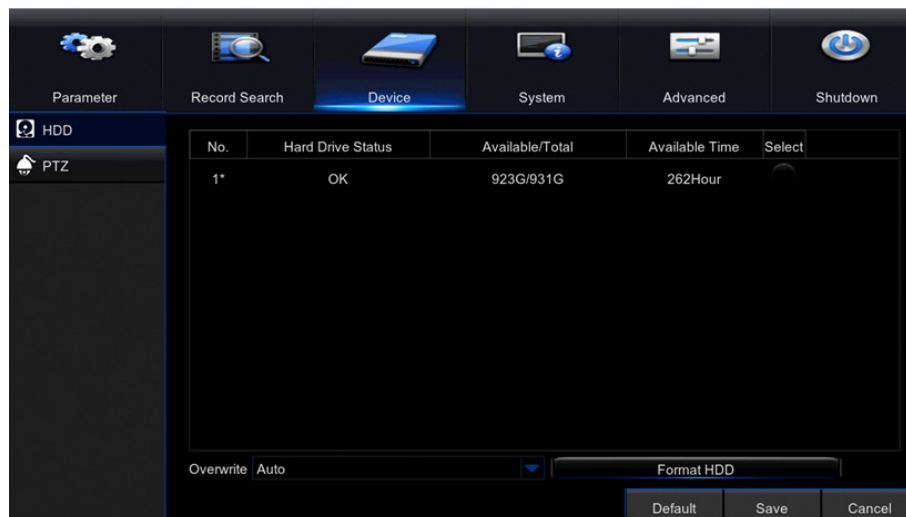 Parameter Record Search Device System Advanced Shutdown
HDD
PTZ
No. Hard Drive Status Available/Total Available Time Select
1* OK 923G/931G 262Hour
Overwrite Auto Format HDD
Default Save Cancel